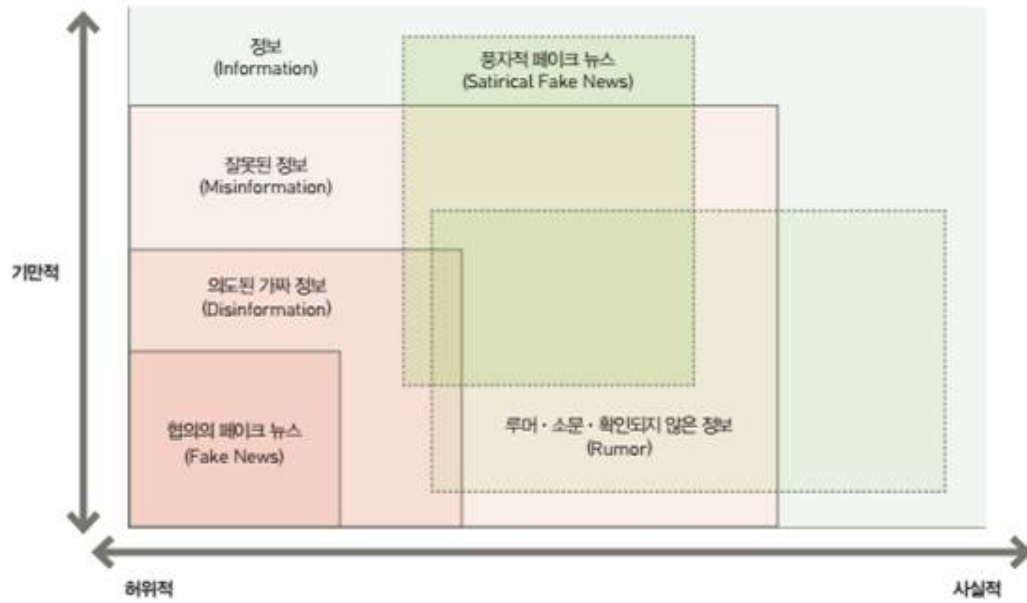 정보
(Information)
풍자적 페이크 뉴스
(Satirical Fake News)
잘못된 정보
(Misinformation)
기만적
의도된 가짜 정보
(Disinformation)
협의의 페이크 뉴스
(Fake News)
루머·소문·확인되지 않은 정보
(Rumor)
허위적
사실적